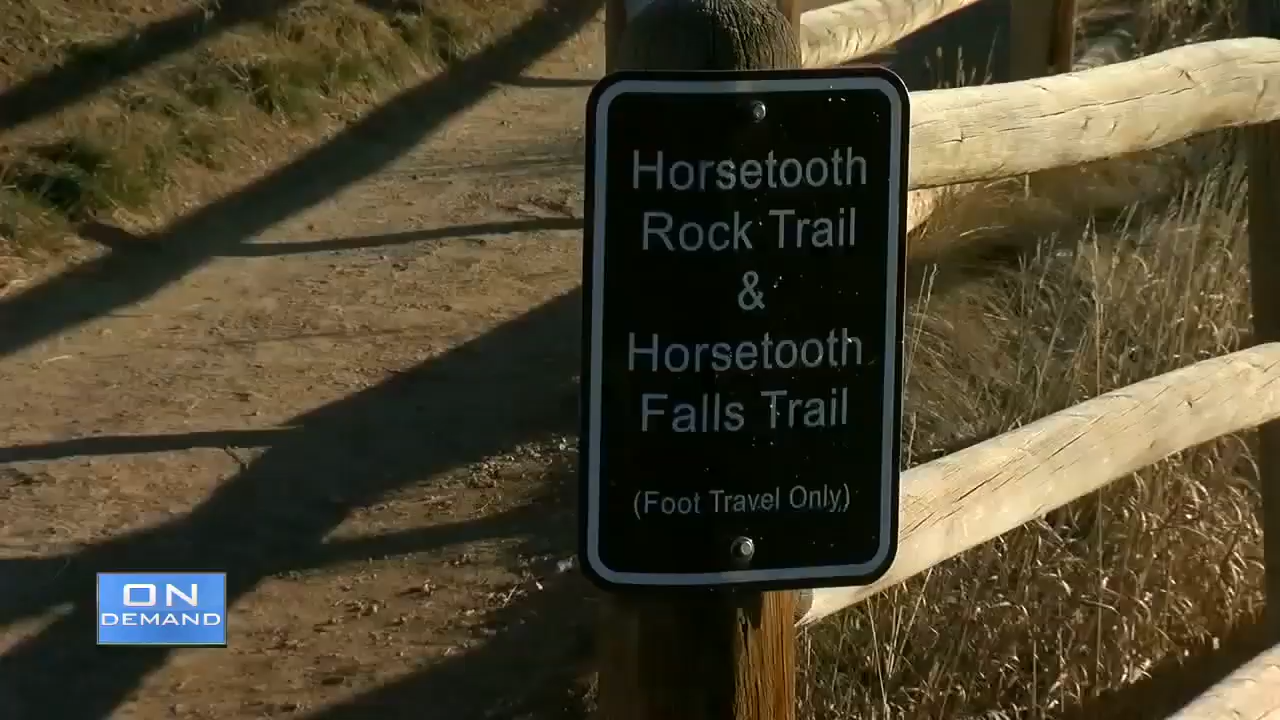 Horsetooth
Rock Trail
&
Horsetooth
Falls Trail
(Foot Travel Only)
ON
DEMAND